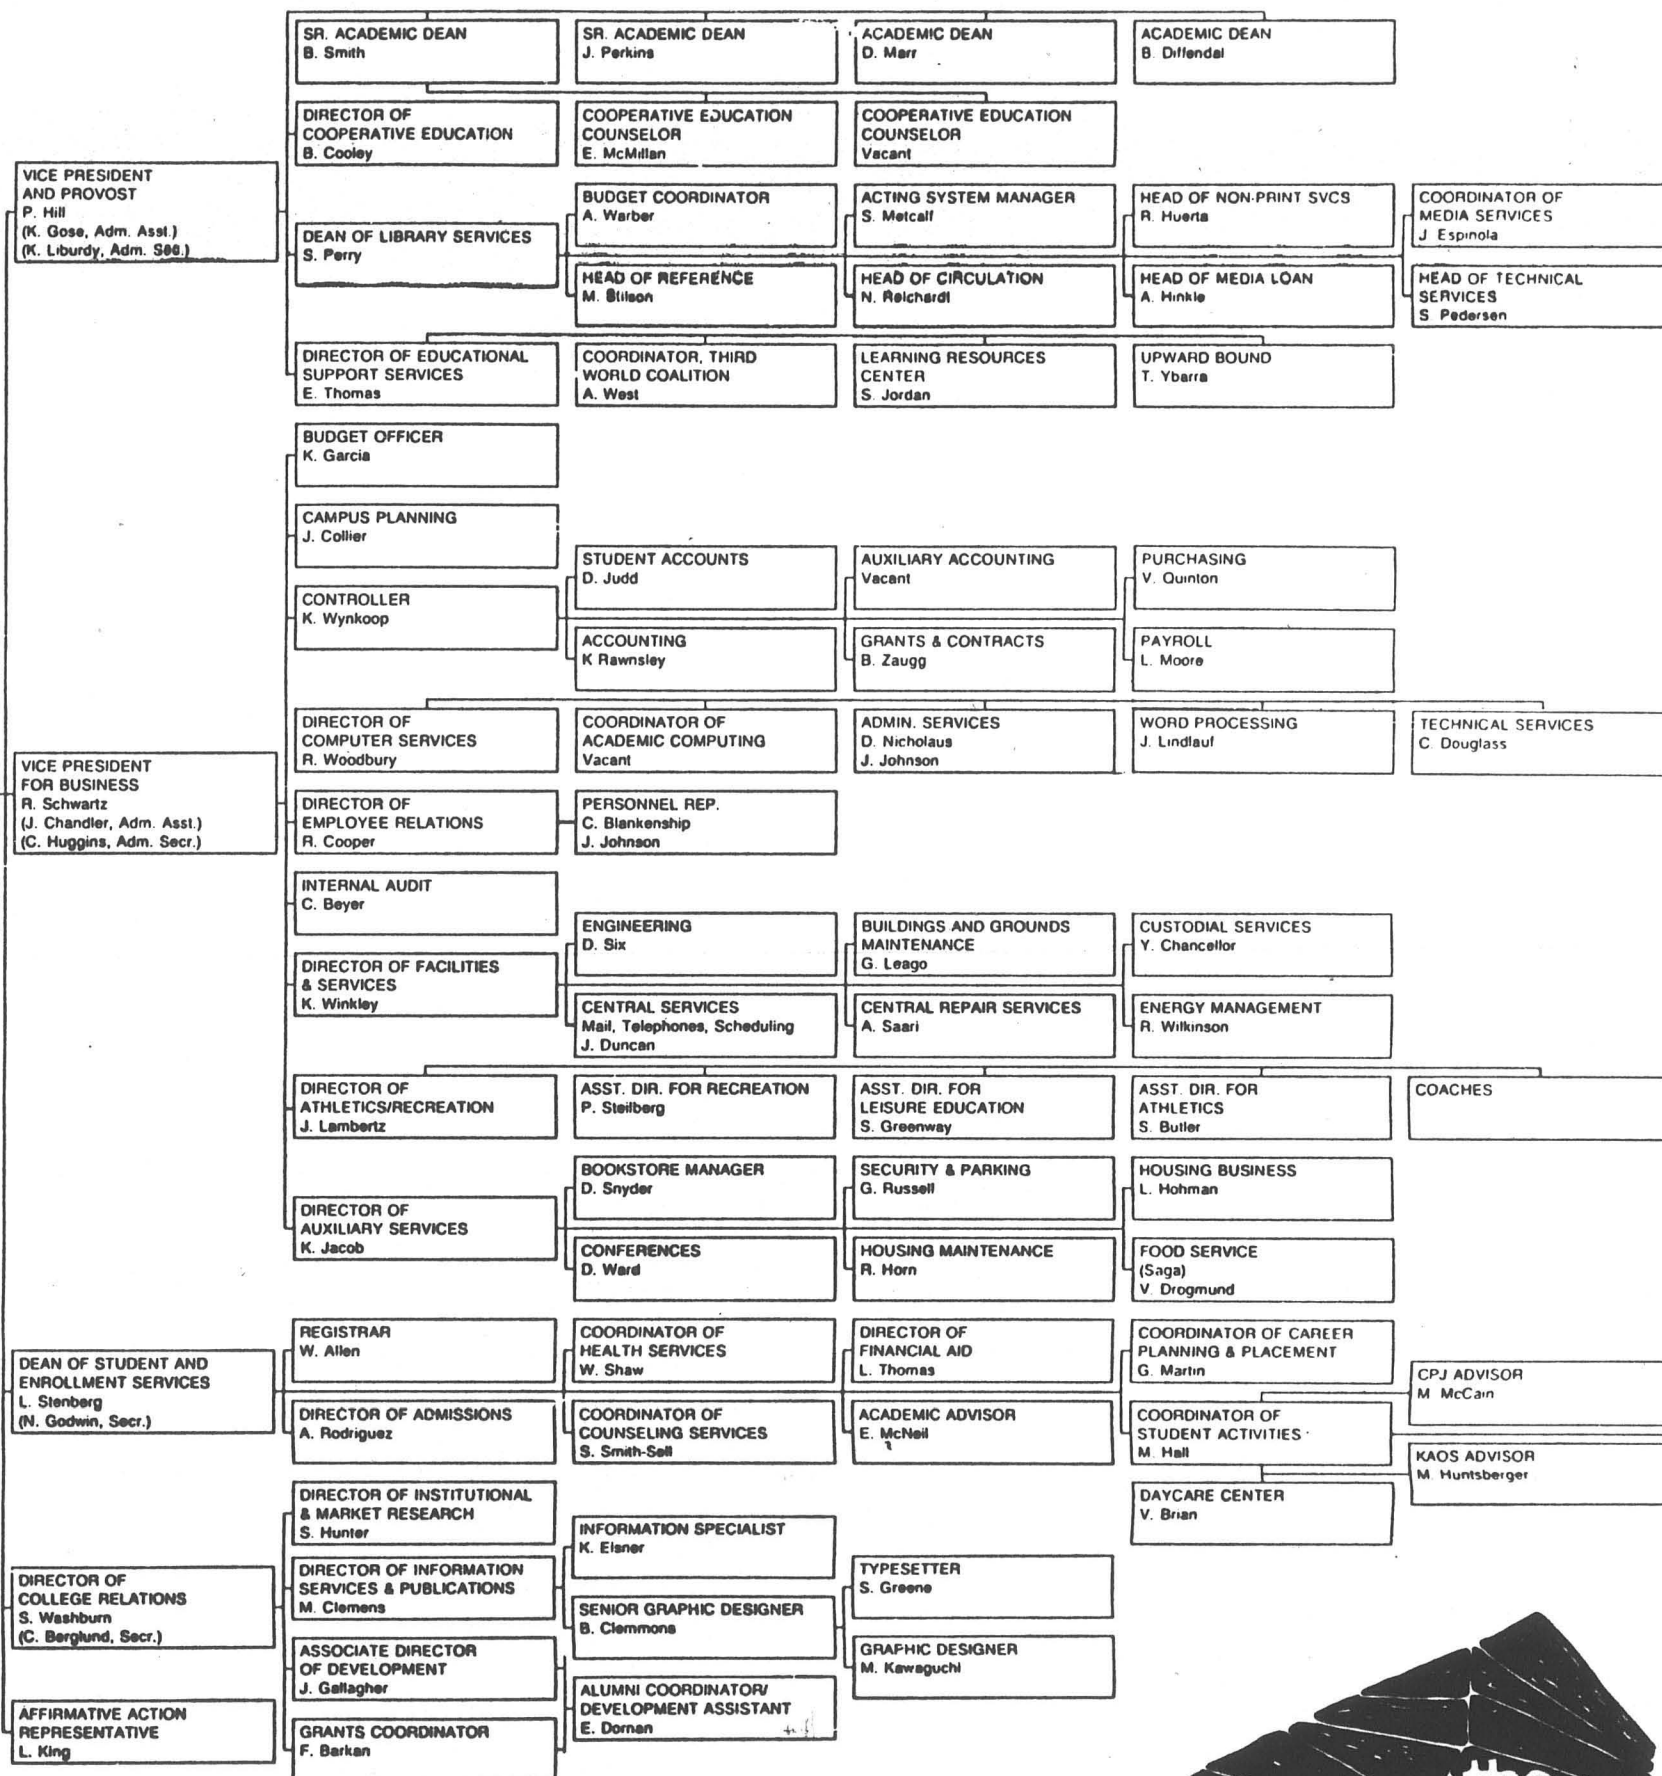 SR. ACADEMIC DEAN
B. Smith
SR. ACADEMIC DEAN
J. Perkins
ACADEMIC DEAN
D. Marr
ACADEMIC DEAN
B. Diffendal
DIRECTOR OF
COOPERATIVE EDUCATION
B. Cooley
COOPERATIVE EDUCATION
COUNSELOR
E. McMillan
COOPERATIVE EDUCATION
COUNSELOR
Vacant
VICE PRESIDENT
AND PROVOST
P. Hill
(K. Gose, Adm. Asst.)
(K. Liburdy, Adm. Sec.)
DEAN OF LIBRARY SERVICES
S. Perry
BUDGET COORDINATOR
A. Warber
ACTING SYSTEM MANAGER
S. Metcalf
HEAD OF NON-PRINT SVCS
R. Huerta
COORDINATOR OF
MEDIA SERVICES
J. Espinola
HEAD OF REFERENCE
M. Stilson
HEAD OF CIRCULATION
N. Reichardt
HEAD OF MEDIA LOAN
A. Hinkle
HEAD OF TECHNICAL
SERVICES
S. Pedersen
DIRECTOR OF EDUCATIONAL
SUPPORT SERVICES
E. Thomas
COORDINATOR, THIRD
WORLD COALITION
A. West
LEARNING RESOURCES
CENTER
S. Jordan
UPWARD BOUND
T. Ybarra
BUDGET OFFICER
K. Garcia
CAMPUS PLANNING
J. Collier
CONTROLLER
K. Wynkoop
STUDENT ACCOUNTS
D. Judd
AUXILIARY ACCOUNTING
Vacant
PURCHASING
V. Quinton
ACCOUNTING
K Rawnsley
GRANTS & CONTRACTS
B. Zaugg
PAYROLL
L. Moore
DIRECTOR OF
COMPUTER SERVICES
R. Woodbury
COORDINATOR OF
ACADEMIC COMPUTING
Vacant
ADMIN. SERVICES
D. Nicholaus
J. Johnson
WORD PROCESSING
J. Lindlauf
TECHNICAL SERVICES
C. Douglass
VICE PRESIDENT
FOR BUSINESS
R. Schwartz
(J. Chandler, Adm. Asst.)
(C. Huggins, Adm. Secr.)
DIRECTOR OF
EMPLOYEE RELATIONS
R. Cooper
PERSONNEL REP.
C. Blankenship
J. Johnson
INTERNAL AUDIT
C. Beyer
DIRECTOR OF FACILITIES
& SERVICES
K. Winkley
ENGINEERING
D. Six
BUILDINGS AND GROUNDS
MAINTENANCE
G. Leago
CUSTODIAL SERVICES
Y. Chancellor
CENTRAL SERVICES
Mail, Telephones, Scheduling
J. Duncan
CENTRAL REPAIR SERVICES
A. Saari
ENERGY MANAGEMENT
R. Wilkinson
DIRECTOR OF
ATHLETICS/RECREATION
J. Lambertz
ASST. DIR. FOR RECREATION
P. Steilberg
ASST. DIR. FOR
LEISURE EDUCATION
S. Greenway
ASST. DIR. FOR
ATHLETICS
S. Butler
COACHES
DIRECTOR OF
AUXILIARY SERVICES
K. Jacob
BOOKSTORE MANAGER
D. Snyder
SECURITY & PARKING
G. Russell
HOUSING BUSINESS
L. Hohman
CONFERENCES
D. Ward
HOUSING MAINTENANCE
R. Horn
FOOD SERVICE
(Saga)
V. Drogmund
DEAN OF STUDENT AND
ENROLLMENT SERVICES
L. Stenberg
(N. Godwin, Secr.)
REGISTRAR
W. Allen
COORDINATOR OF
HEALTH SERVICES
W. Shaw
DIRECTOR OF
FINANCIAL AID
L. Thomas
COORDINATOR OF CAREER
PLANNING & PLACEMENT
G. Martin
CPJ ADVISOR
M. McCain
DIRECTOR OF ADMISSIONS
A. Rodriguez
COORDINATOR OF
COUNSELING SERVICES
S. Smith-Sell
ACADEMIC ADVISOR
E. McNeil
COORDINATOR OF
STUDENT ACTIVITIES
M. Hall
KAOS ADVISOR
M. Huntsberger
DAYCARE CENTER
V. Brian
DIRECTOR OF
COLLEGE RELATIONS
S. Washburn
(C. Berglund, Secr.)
DIRECTOR OF INSTITUTIONAL
& MARKET RESEARCH
S. Hunter
DIRECTOR OF INFORMATION
SERVICES & PUBLICATIONS
M. Clemens
INFORMATION SPECIALIST
K. Eisner
SENIOR GRAPHIC DESIGNER
B. Clemmons
TYPESETTER
S. Greene
GRAPHIC DESIGNER
M. Kawaguchi
ASSOCIATE DIRECTOR
OF DEVELOPMENT
J. Gallagher
ALUMNI COORDINATOR/
DEVELOPMENT ASSISTANT
E. Dornan
AFFIRMATIVE ACTION
REPRESENTATIVE
L. King
GRANTS COORDINATOR
F. Barkan